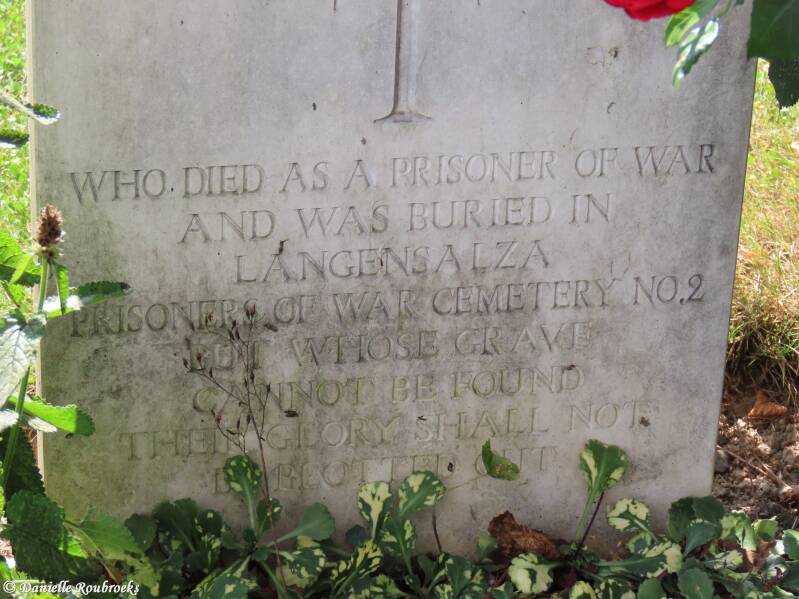 WHO DIED AS A PRISONER OF WAR
AND WAS BURIED IN
LANGENSALZA
PRISONERS OF WAR CEMETERY NO.2
BUT WHOSE GRAVE
CANNOT BE FOUND
THEIR GLORY SHALL NOT
BE BLOTTED OUT
© Danielle Roubroeks